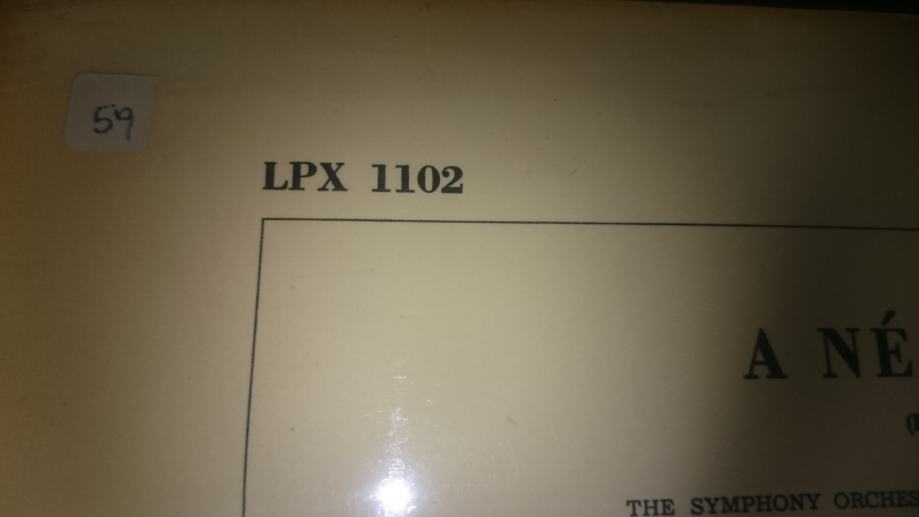 59
LPX 1102
A NÉ
THE SYMPHONY ORCHES